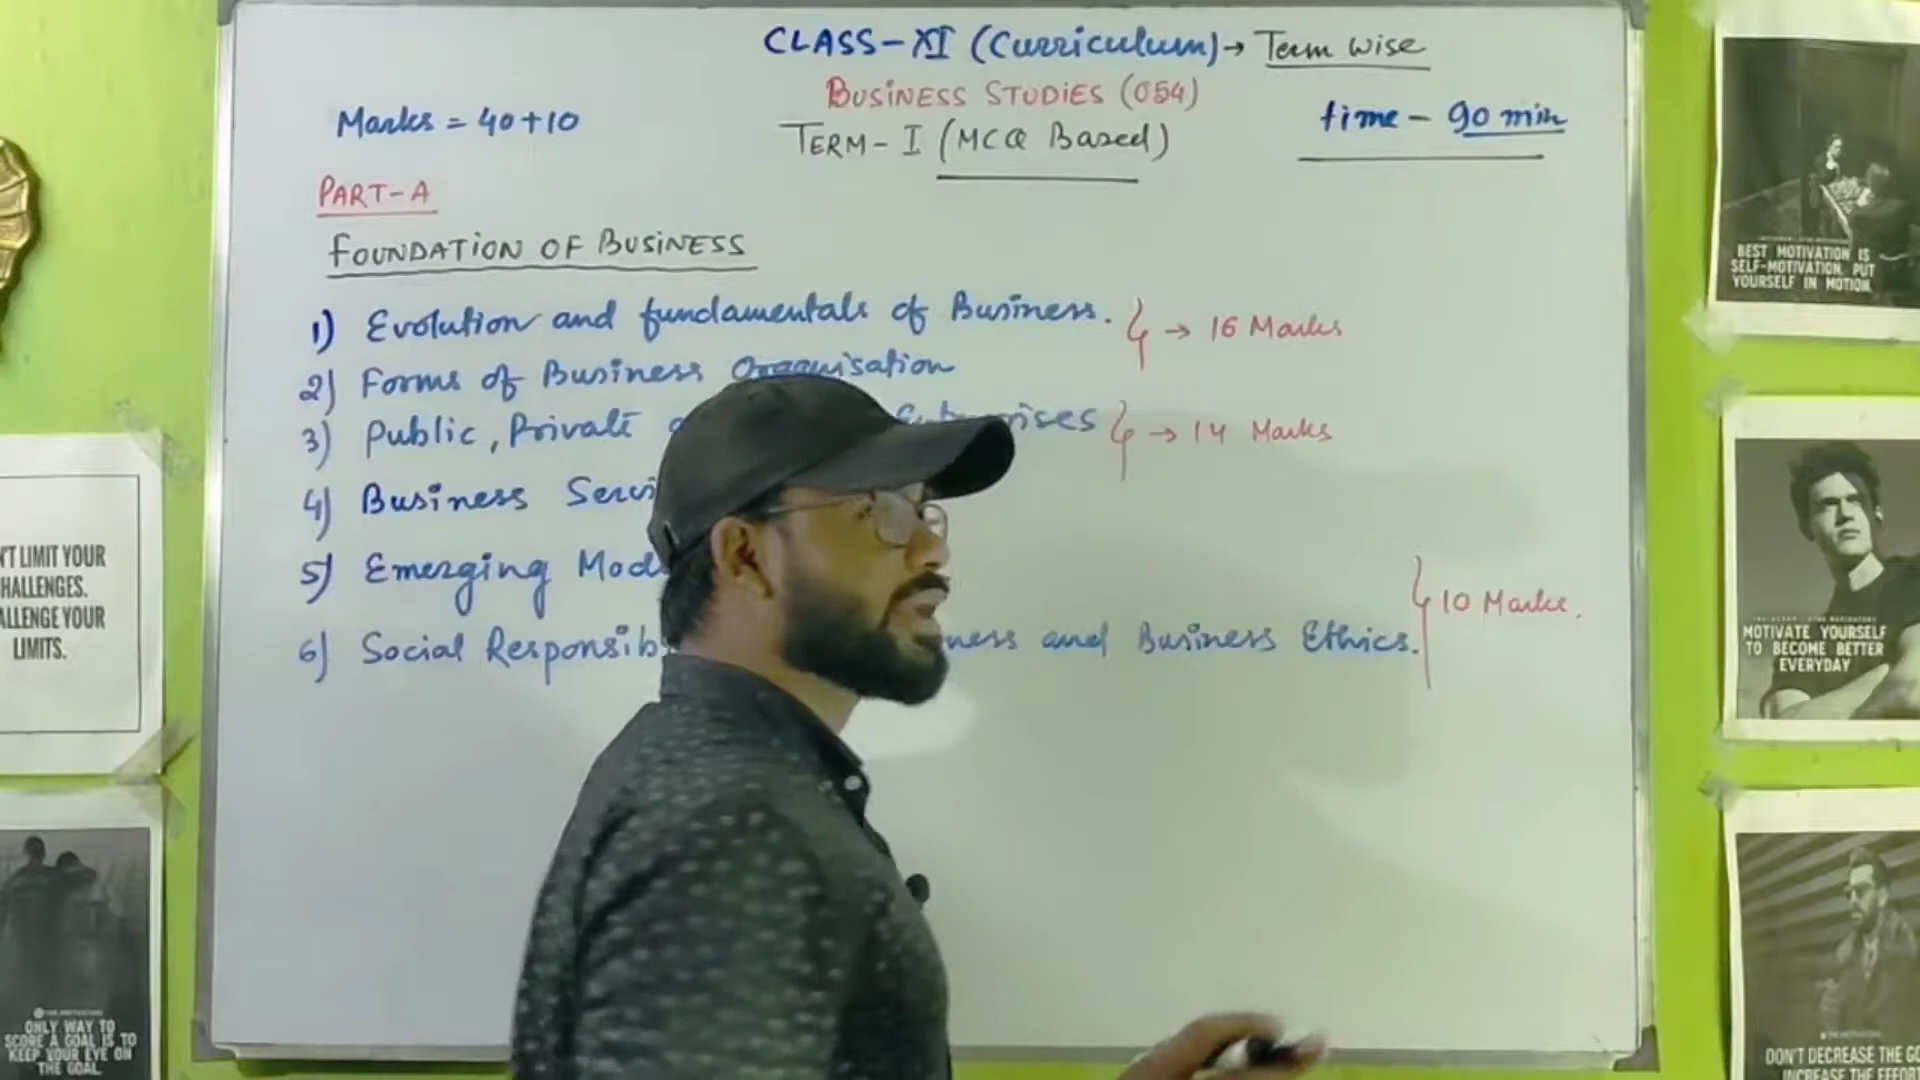 CLASS-XI (Curriculum) → Term wise
BUSINESS STUDIES (054)
Marks = 40+10
TERM-I (MCQ Based)
time - 90 min
PART-A
FOUNDATION OF BUSINESS
1) Evolution and fundamentals of Business. → 16 Marks
2) Forms of Business Organisation
3) Public, Private → 14 Marks
4) Business
5) Emerging
10 Marks.
6) Social and Business Ethics.
BEST MOTIVATION IS
SELF-MOTIVATION. PUT
YOURSELF IN MOTION.
MOTIVATE YOURSELF
TO BECOME BETTER
EVERYDAY
DON'T DECREASE THE
INCREASE THE
N'T LIMIT YOUR
HALLENGES.
ALLENGE YOUR
LIMITS.
ONLY WAY TO
SCORE A GOAL IS TO
KEEP YOUR EYE ON
THE GOAL.